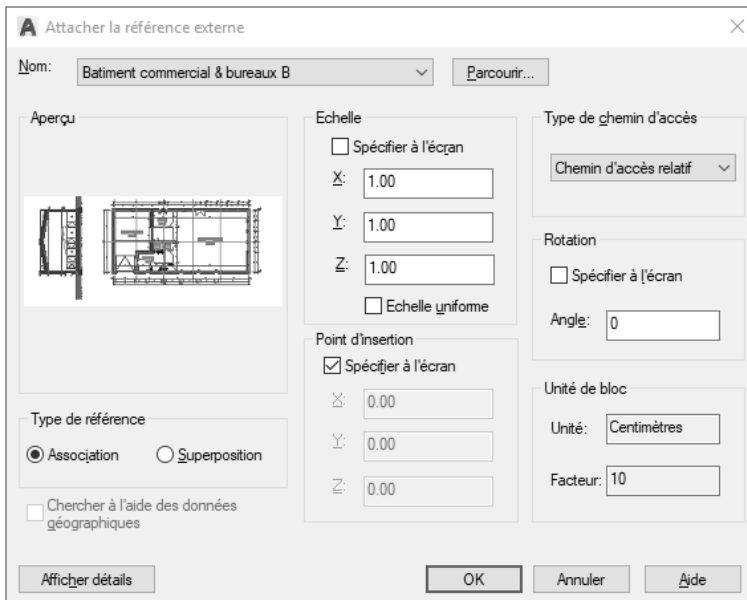 Attacher la référence externe
Nom:
Batiment commercial & bureaux B
Parcourir...
Aperçu
Type de référence
Association
Superposition
Chercher à l'aide des données
géographiques
Echelle
Spécifier à l'écran
X: 1.00
Y: 1.00
Z: 1.00
Echelle uniforme
Point d'insertion
Spécifier à l'écran
X: 0.00
Y: 0.00
Z: 0.00
Type de chemin d'accès
Chemin d'accès relatif
Rotation
Spécifier à l'écran
Angle: 0
Unité de bloc
Unité: Centimètres
Facteur: 10
Afficher détails
OK
Annuler
Aide